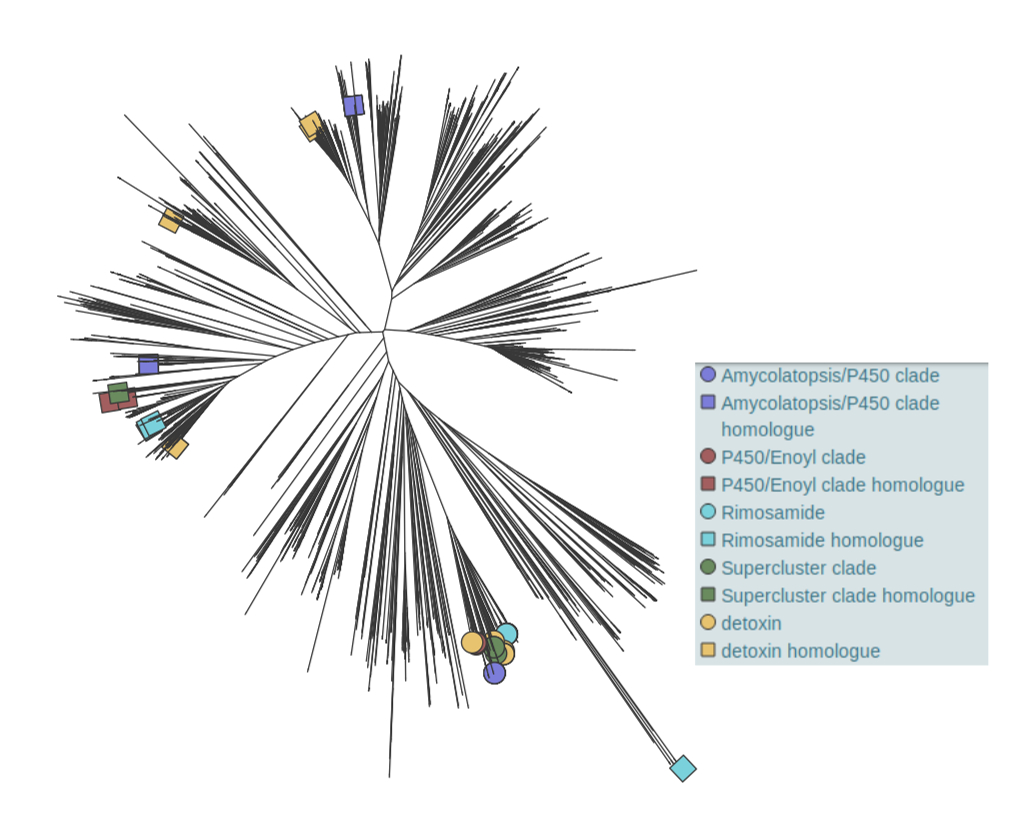 Amycolatopsis/P450 clade
Amycolatopsis/P450 clade
homologue
P450/Enoyl clade
P450/Enoyl clade homologue
Rimosamide
Rimosamide homologue
Supercluster clade
Supercluster clade homologue
detoxin
detoxin homologue